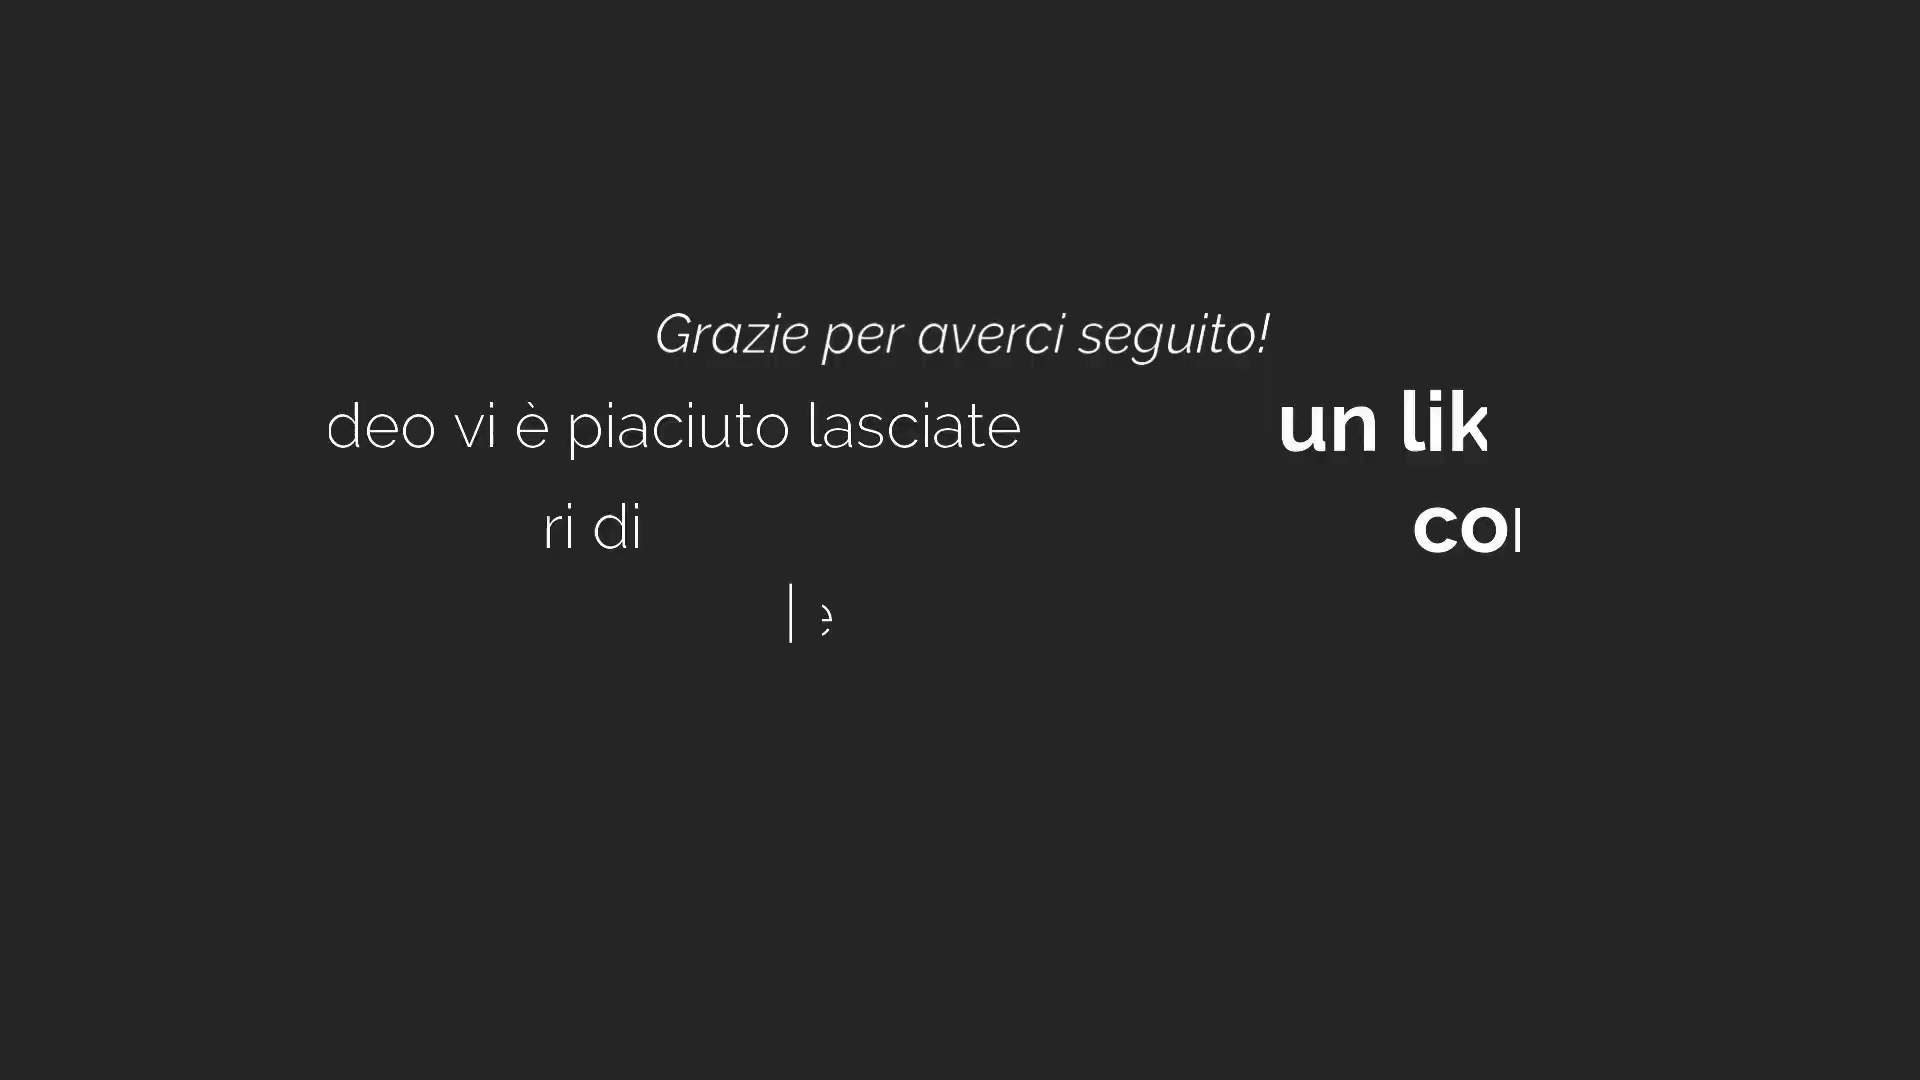 Grazie per averci seguito!
deo vi è piaciuto lasciate un lik
ri di co
e